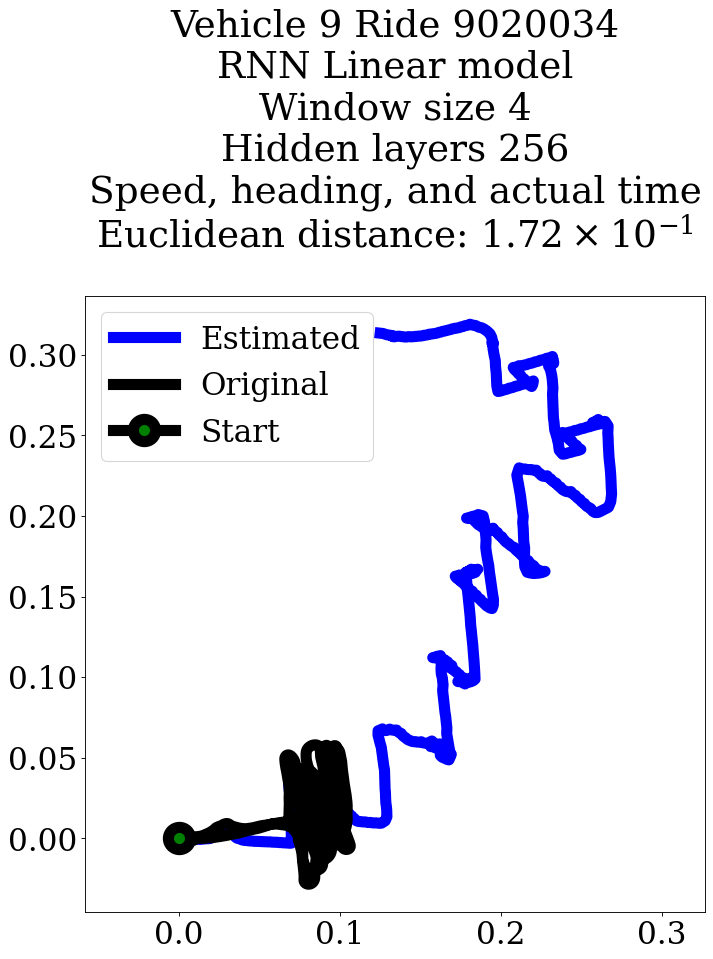 Vehicle 9 Ride 9020034
RNN Linear model
Window size 4
Hidden layers 256
Speed, heading, and actual time
Euclidean distance: 1.72 × 10⁻¹
Estimated
Original
Start
0.30
0.25
0.20
0.15
0.10
0.05
0.00
0.0 0.1 0.2 0.3